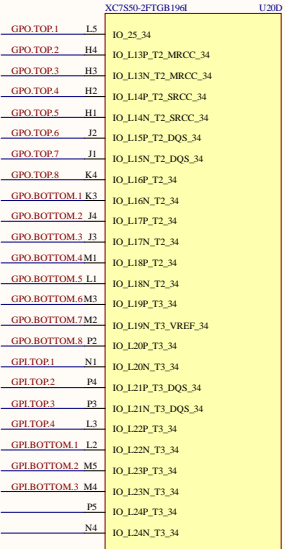 XC7S50-2FTGB196I U20D
GPO.TOP.1 L5 IO_25_34
GPO.TOP.2 H4 IO_L13P_T2_MRCC_34
GPO.TOP.3 H3 IO_L13N_T2_MRCC_34
GPO.TOP.4 H2 IO_L14P_T2_SRCC_34
GPO.TOP.5 H1 IO_L14N_T2_SRCC_34
GPO.TOP.6 J2 IO_L15P_T2_DQS_34
GPO.TOP.7 J1 IO_L15N_T2_DQS_34
GPO.TOP.8 K4 IO_L16P_T2_34
GPO.BOTTOM.1 K3 IO_L16N_T2_34
GPO.BOTTOM.2 J4 IO_L17P_T2_34
GPO.BOTTOM.3 J3 IO_L17N_T2_34
GPO.BOTTOM.4 M1 IO_L18P_T2_34
GPO.BOTTOM.5 L1 IO_L18N_T2_34
GPO.BOTTOM.6 M3 IO_L19P_T3_34
GPO.BOTTOM.7 M2 IO_L19N_T3_VREF_34
GPO.BOTTOM.8 P2 IO_L20P_T3_34
GPI.TOP.1 N1 IO_L20N_T3_34
GPI.TOP.2 P4 IO_L21P_T3_DQS_34
GPI.TOP.3 P3 IO_L21N_T3_DQS_34
GPI.TOP.4 L3 IO_L22P_T3_34
GPI.BOTTOM.1 L2 IO_L22N_T3_34
GPI.BOTTOM.2 M5 IO_L23P_T3_34
GPI.BOTTOM.3 M4 IO_L23N_T3_34
P5 IO_L24P_T3_34
N4 IO_L24N_T3_34